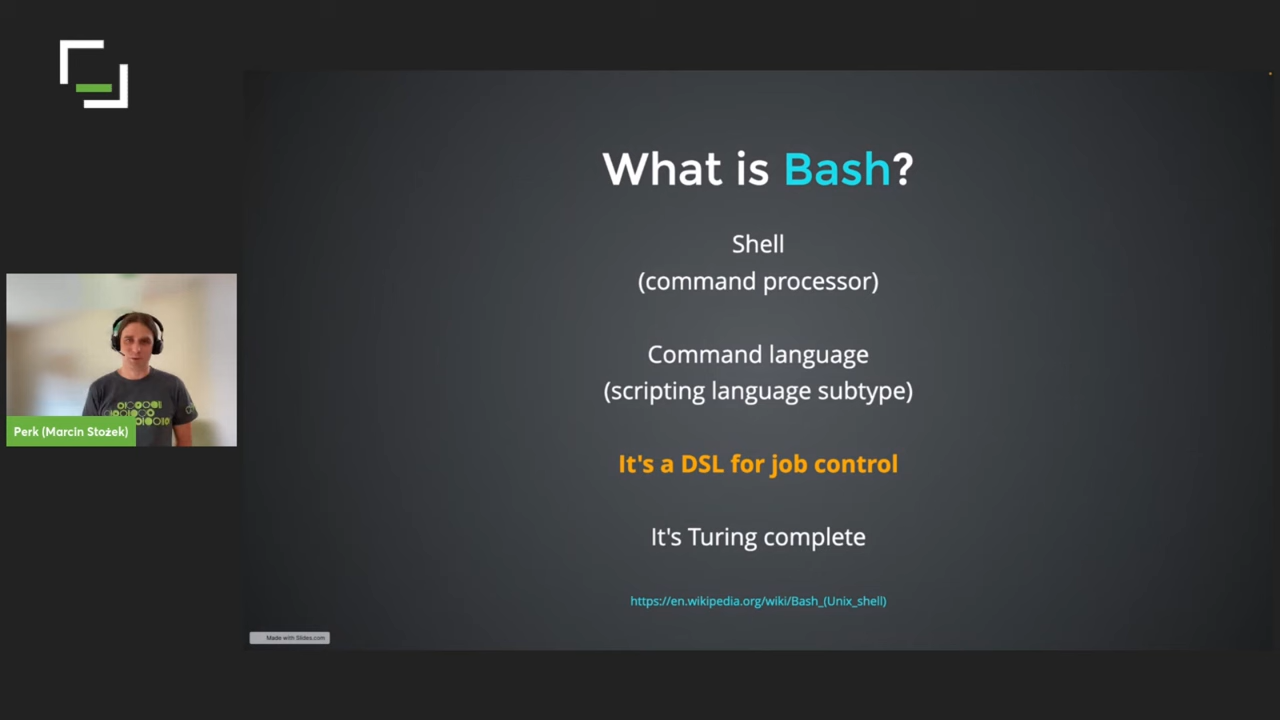 What is Bash?
Shell
(command processor)
Command language
(scripting language subtype)
It's a DSL for job control
It's Turing complete
https://en.wikipedia.org/wiki/Bash_(Unix_shell)
Made with Slides.com
Perk (Marcin Stożek)